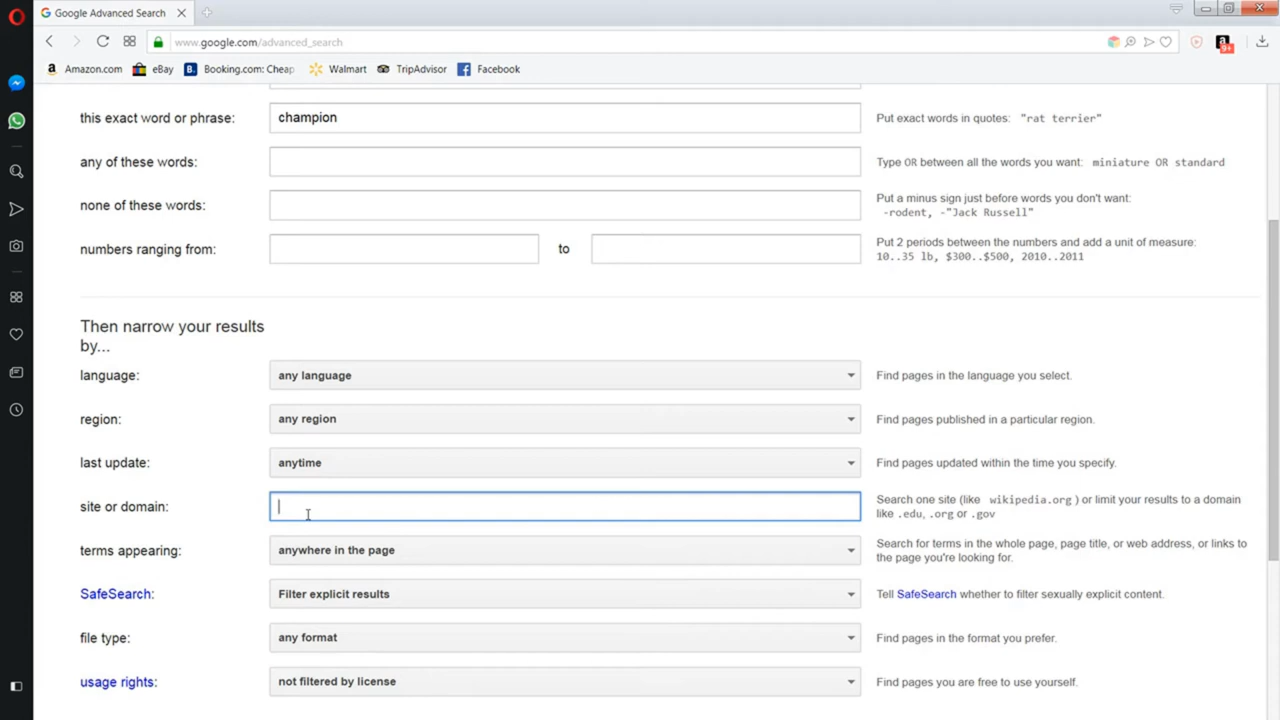 Google Advanced Search
www.google.com/advanced_search
9+
Amazon.com eBay Booking.com: Cheap Walmart TripAdvisor Facebook
this exact word or phrase: champion Put exact words in quotes: "rat terrier"
any of these words: Type OR between all the words you want: miniature OR standard
none of these words: Put a minus sign just before words you don't want:
-rodent, -"Jack Russell"
numbers ranging from: to Put 2 periods between the numbers and add a unit of measure:
10..35 lb, $300..$500, 2010..2011
Then narrow your results
by...
language: any language Find pages in the language you select.
region: any region Find pages published in a particular region.
last update: anytime Find pages updated within the time you specify.
site or domain: Search one site (like wikipedia.org ) or limit your results to a domain
like .edu, .org or .gov
terms appearing: anywhere in the page Search for terms in the whole page, page title, or web address, or links to
the page you're looking for.
SafeSearch: Filter explicit results Tell SafeSearch whether to filter sexually explicit content.
file type: any format Find pages in the format you prefer.
usage rights: not filtered by license Find pages you are free to use yourself.